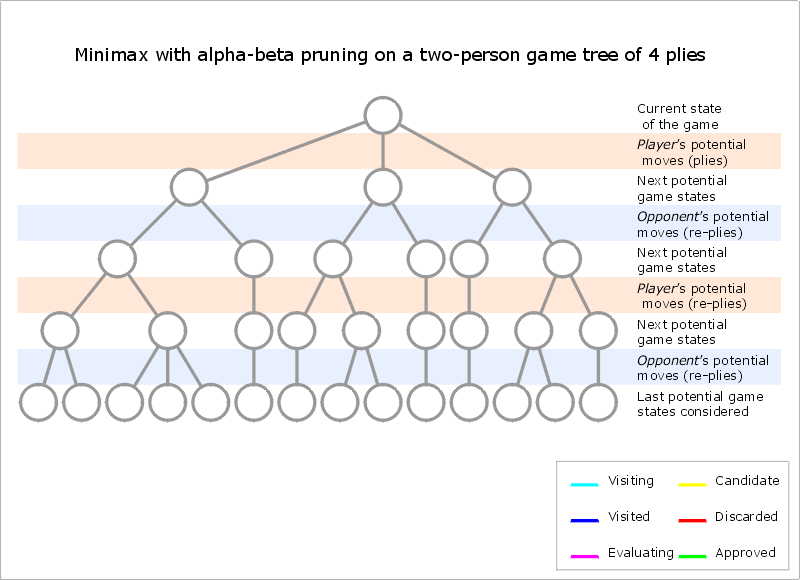 Minimax with alpha-beta pruning on a two-person game tree of 4 plies
Current state
of the game
Player's potential
moves (plies)
Next potential
game states
Opponent's potential
moves (re-plies)
Next potential
game states
Player's potential
moves (re-plies)
Next potential
game states
Opponent's potential
moves (re-plies)
Last potential game
states considered
Visiting
Candidate
Visited
Discarded
Evaluating
Approved